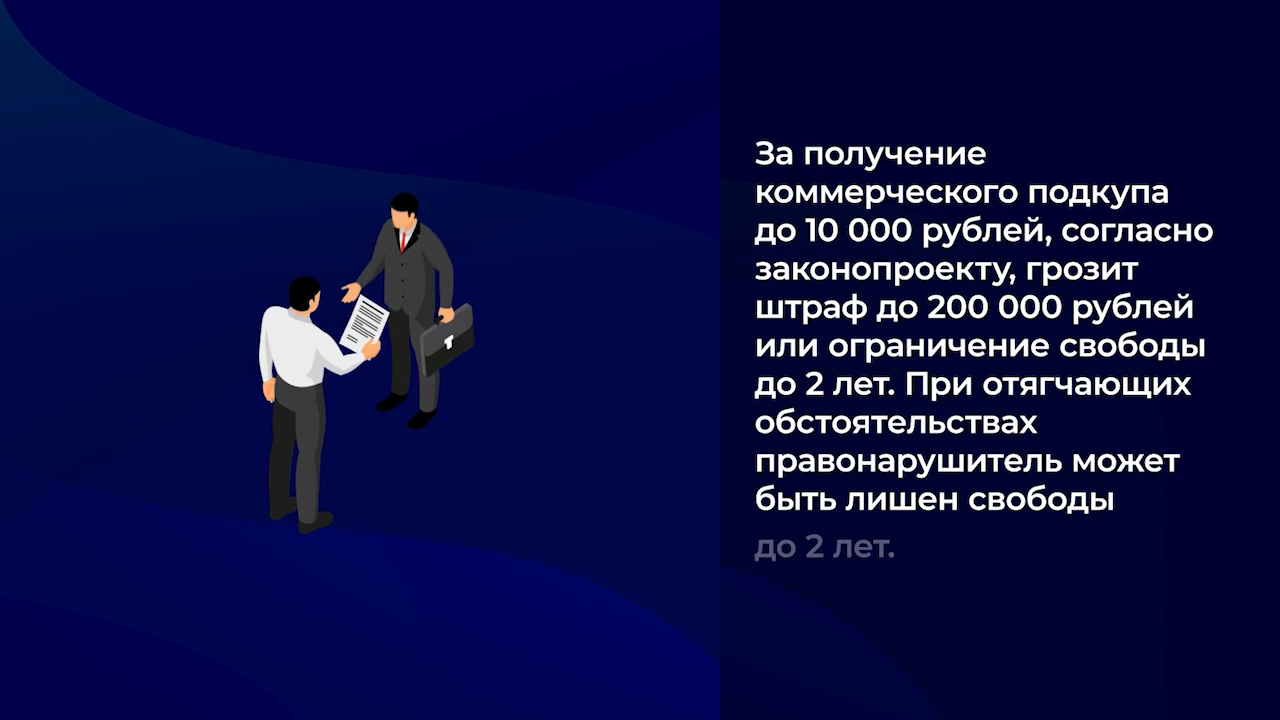 За получение
коммерческого подкупа
до 10 000 рублей, согласно
законопроекту, грозит
штраф до 200 000 рублей
или ограничение свободы
до 2 лет. При отягчающих
обстоятельствах
правонарушитель может
быть лишен свободы
до 2 лет.